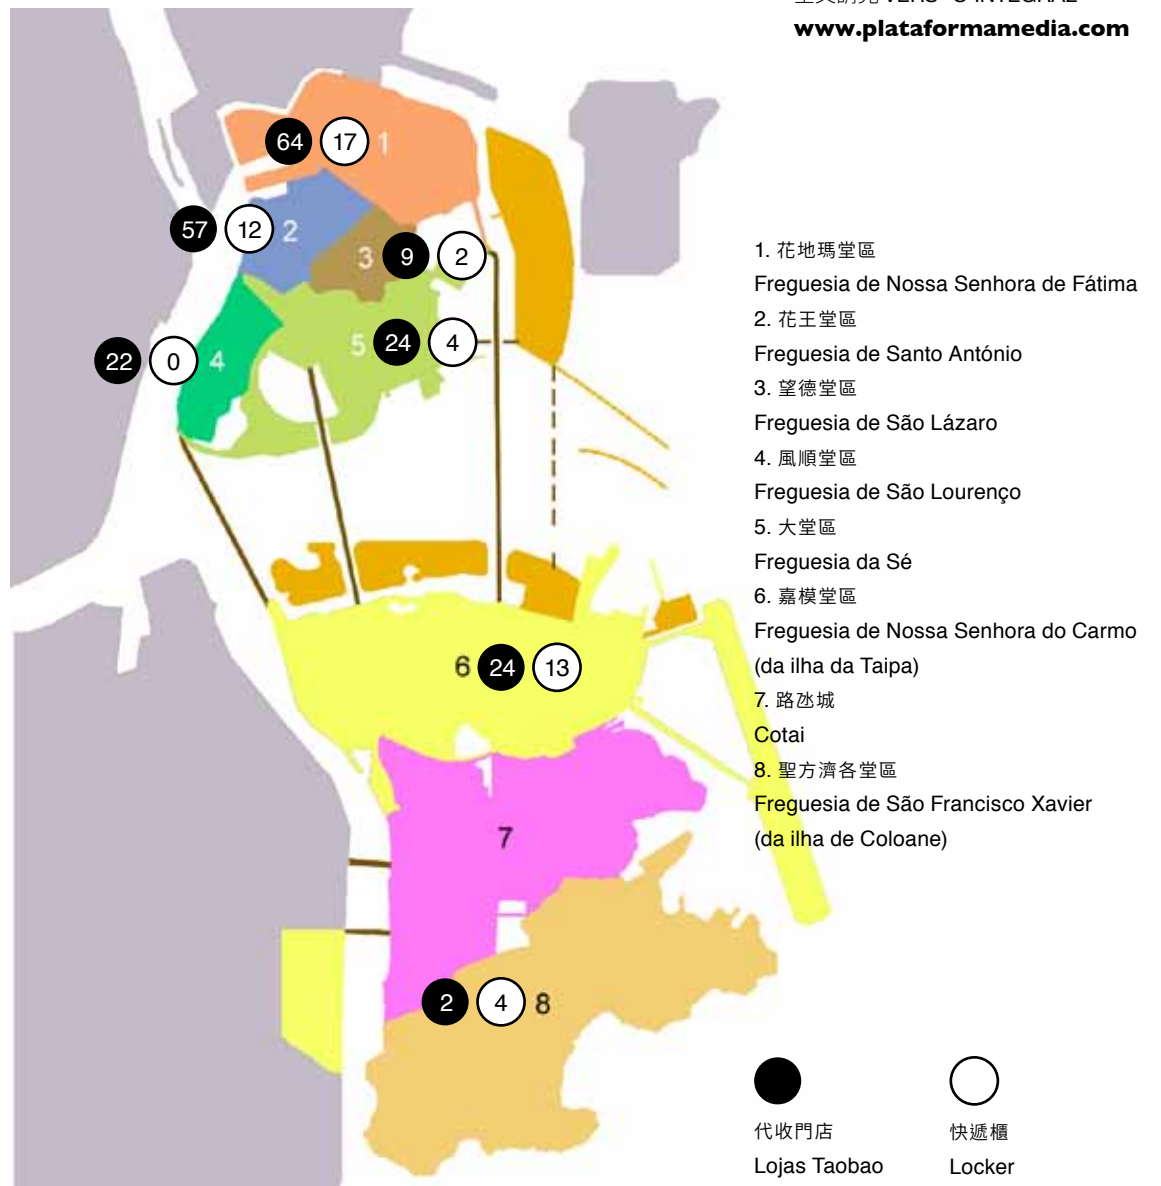 www.plataformamedia.com
64 17 1
57 12 2
3 9 2
5 24 4
22 0 4
6 24 13
7
2 4 8
1. 花地瑪堂區
Freguesia de Nossa Senhora de Fátima
2. 花王堂區
Freguesia de Santo António
3. 望德堂區
Freguesia de São Lázaro
4. 風順堂區
Freguesia de São Lourenço
5. 大堂區
Freguesia da Sé
6. 嘉模堂區
Freguesia de Nossa Senhora do Carmo
(da ilha da Taipa)
7. 路氹城
Cotai
8. 聖方濟各堂區
Freguesia de São Francisco Xavier
(da ilha de Coloane)
代收門店
Lojas Taobao
快遞櫃
Locker